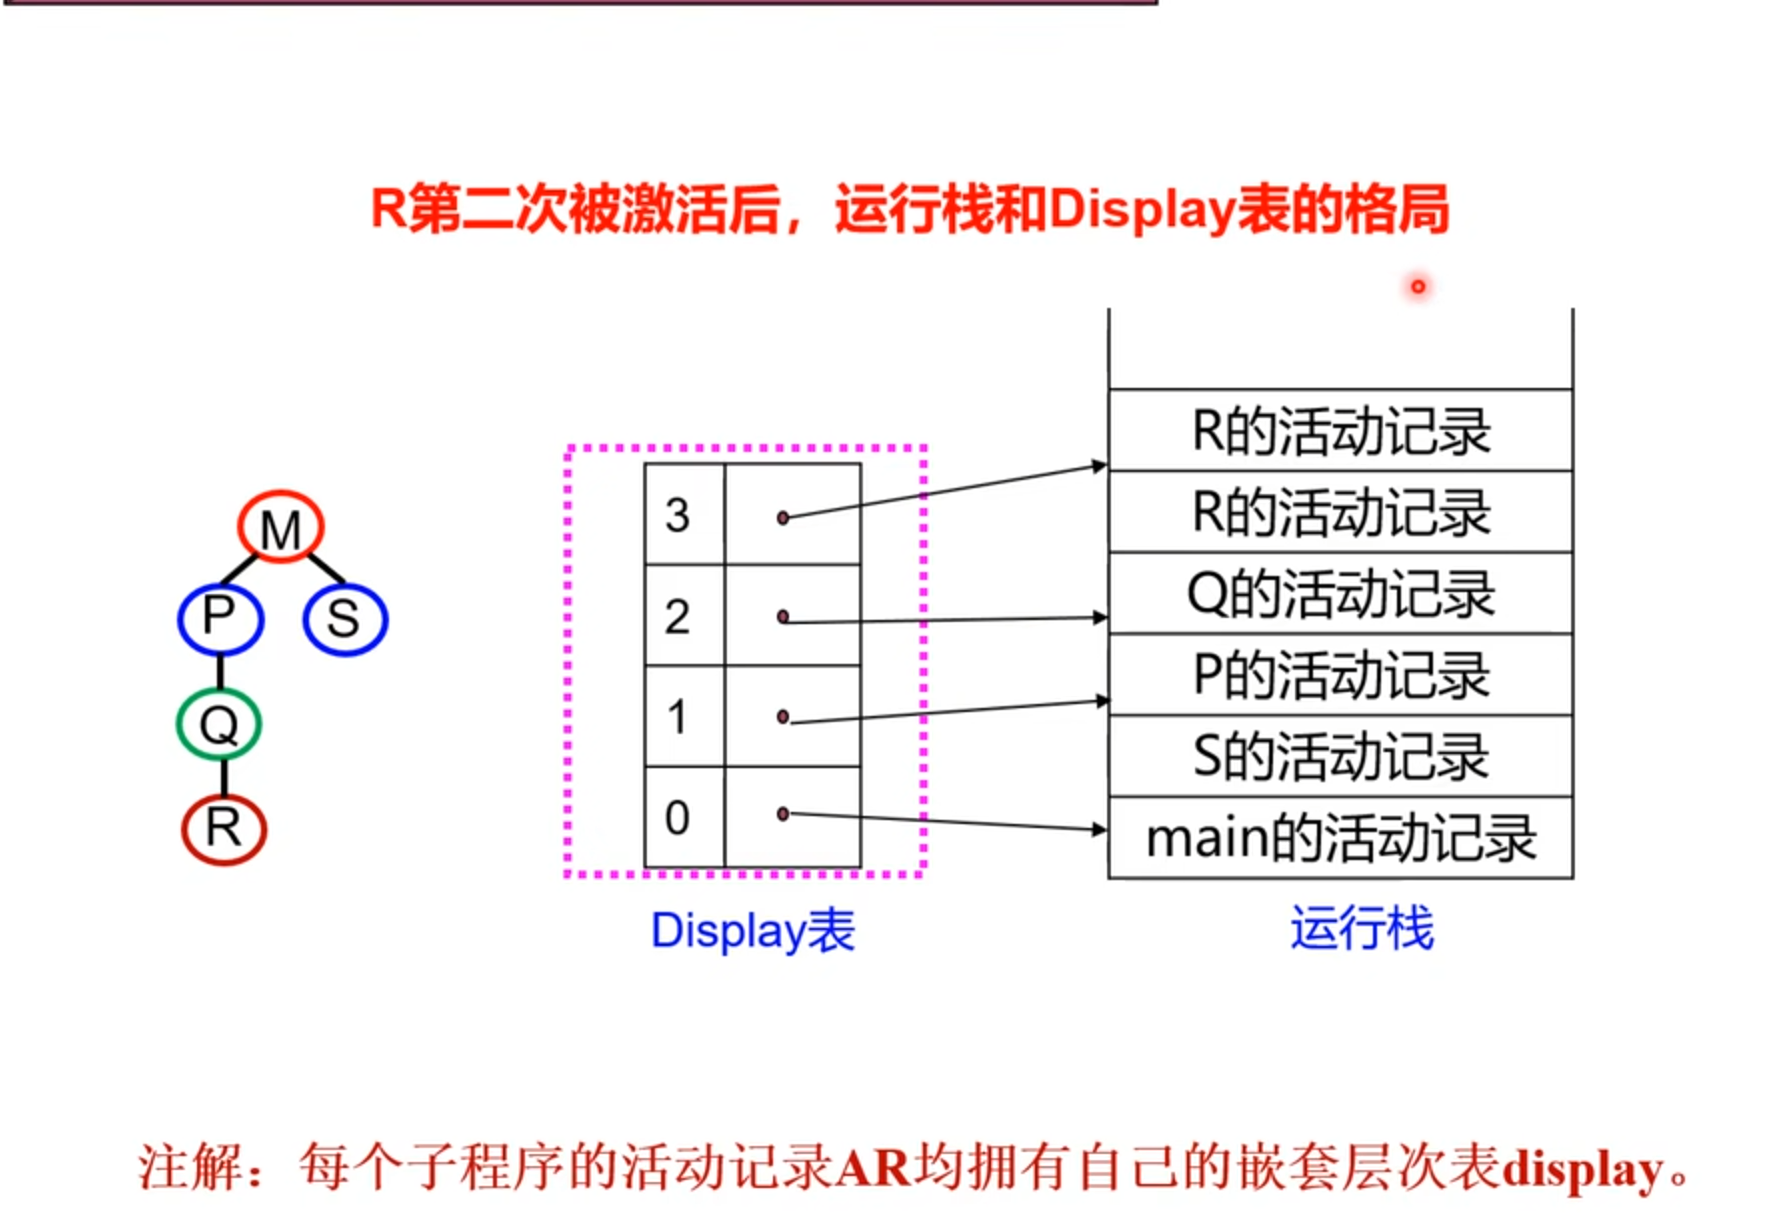 R第二次被激活后，运行栈和Display表的格局
M
P
S
Q
R
3
2
1
0
Display表
R的活动记录
R的活动记录
Q的活动记录
P的活动记录
S的活动记录
main的活动记录
运行栈
注解：每个子程序的活动记录AR均拥有自己的嵌套层次表display。